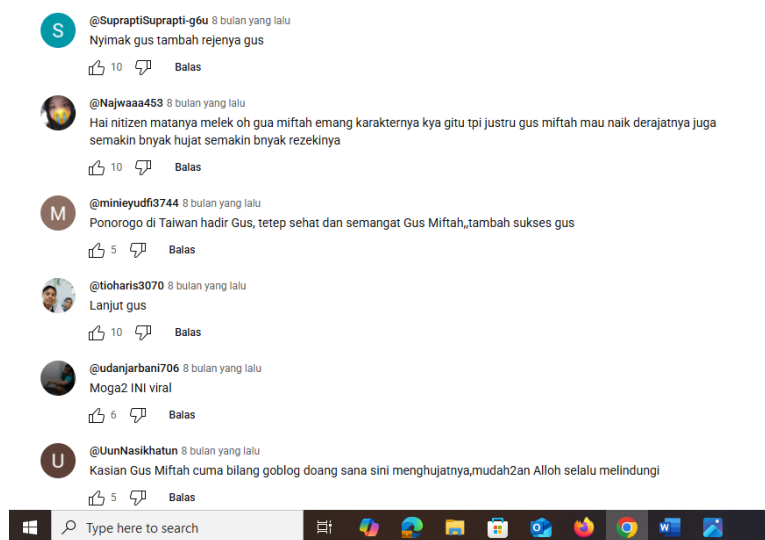 S
@SupraptiSuprapti-g6u 8 bulan yang lalu
Nyimak gus tambah rejenya gus
10 Balas
@Najwaaa453 8 bulan yang lalu
Hai nitizen matanya melek oh gua miftah emang karakternya kya gitu tpi justru gus miftah mau naik derajatnya juga
semakin bnyak hujat semakin bnyak rezekinya
10 Balas
M
@minieyudfi3744 8 bulan yang lalu
Ponorogo di Taiwan hadir Gus, tetep sehat dan semangat Gus Miftah,,tambah sukses gus
5 Balas
@tioharis3070 8 bulan yang lalu
Lanjut gus
10 Balas
@udanjarbani706 8 bulan yang lalu
Moga2 INI viral
6 Balas
U
@UunNasikhatun 8 bulan yang lalu
Kasian Gus Miftah cuma bilang goblog doang sana sini menghujatnya,mudah2an Alloh selalu melindungi
5 Balas
Type here to search